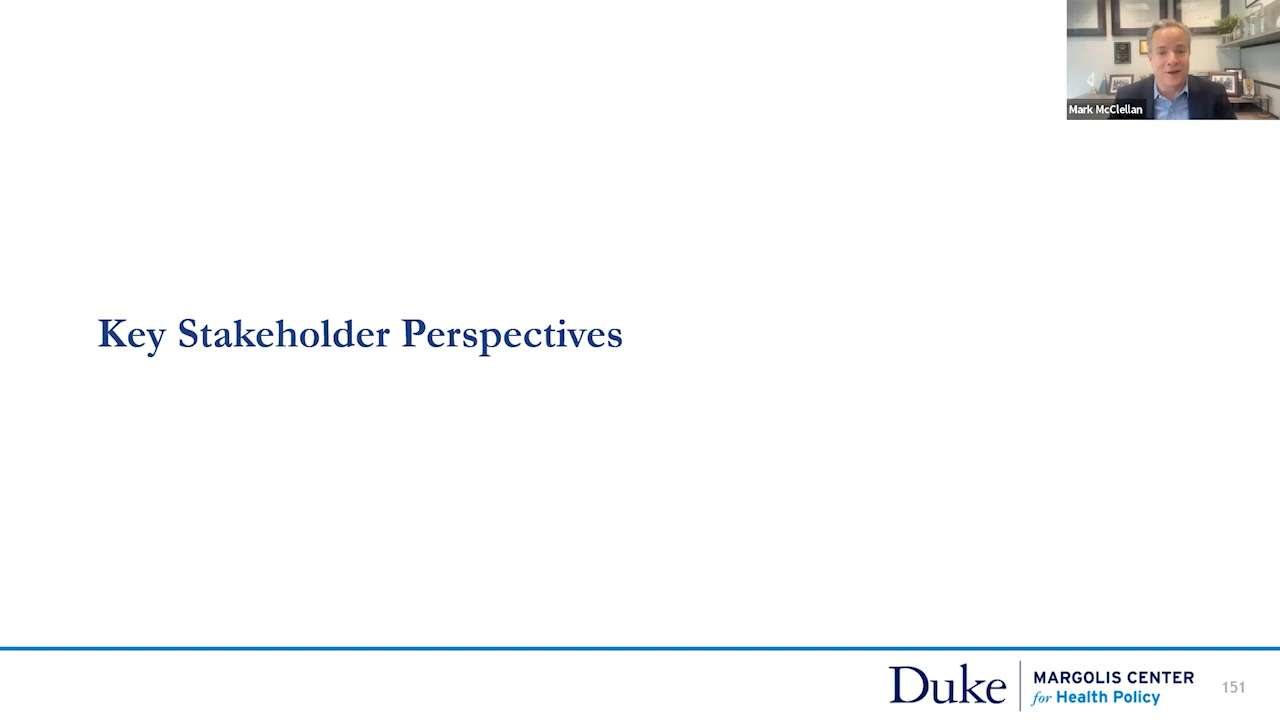 Mark McClellan
Key Stakeholder Perspectives
Duke
MARGOLIS CENTER
for Health Policy
151